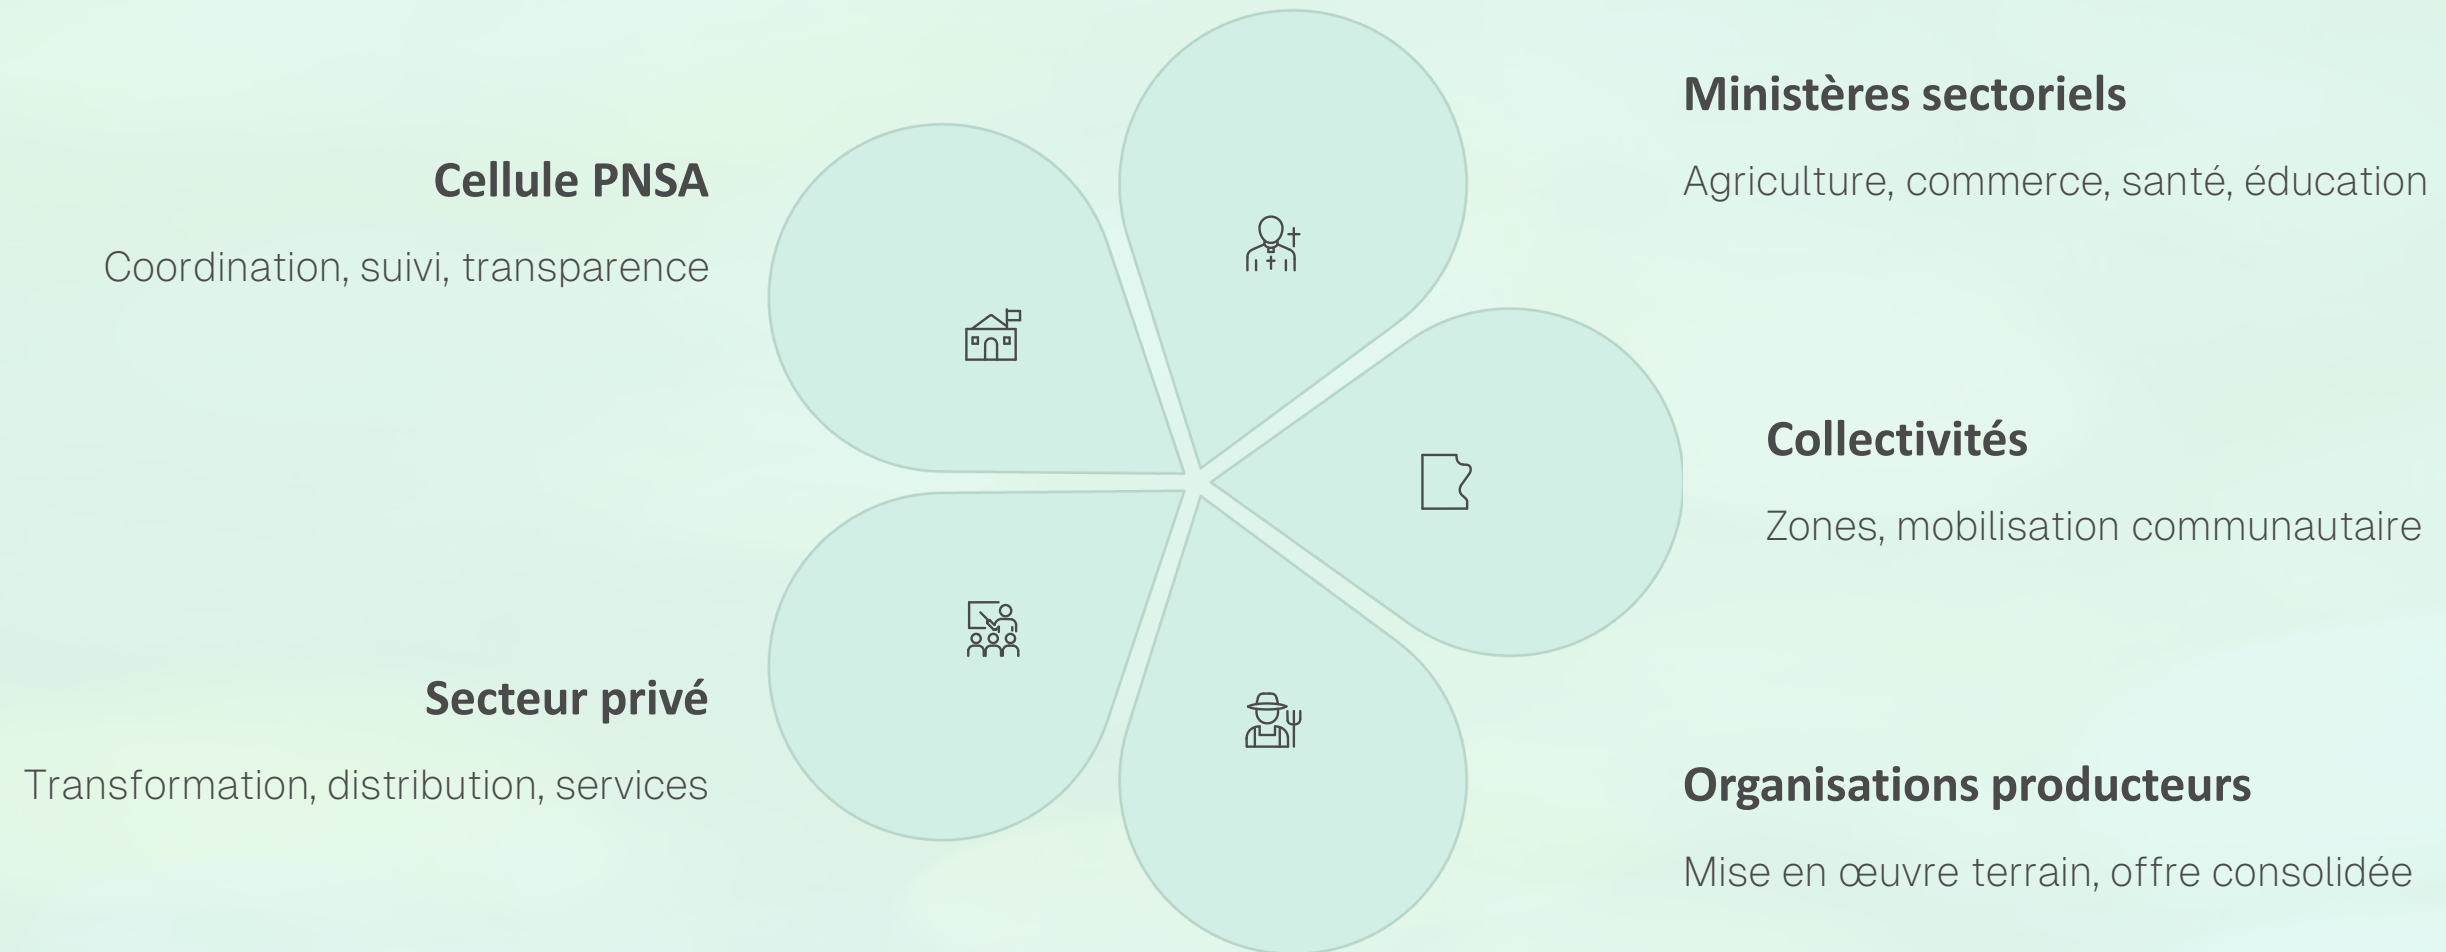 Cellule PNSA
Coordination, suivi, transparence
Ministères sectoriels
Agriculture, commerce, santé, éducation
Collectivités
Zones, mobilisation communautaire
Organisations producteurs
Mise en œuvre terrain, offre consolidée
Secteur privé
Transformation, distribution, services